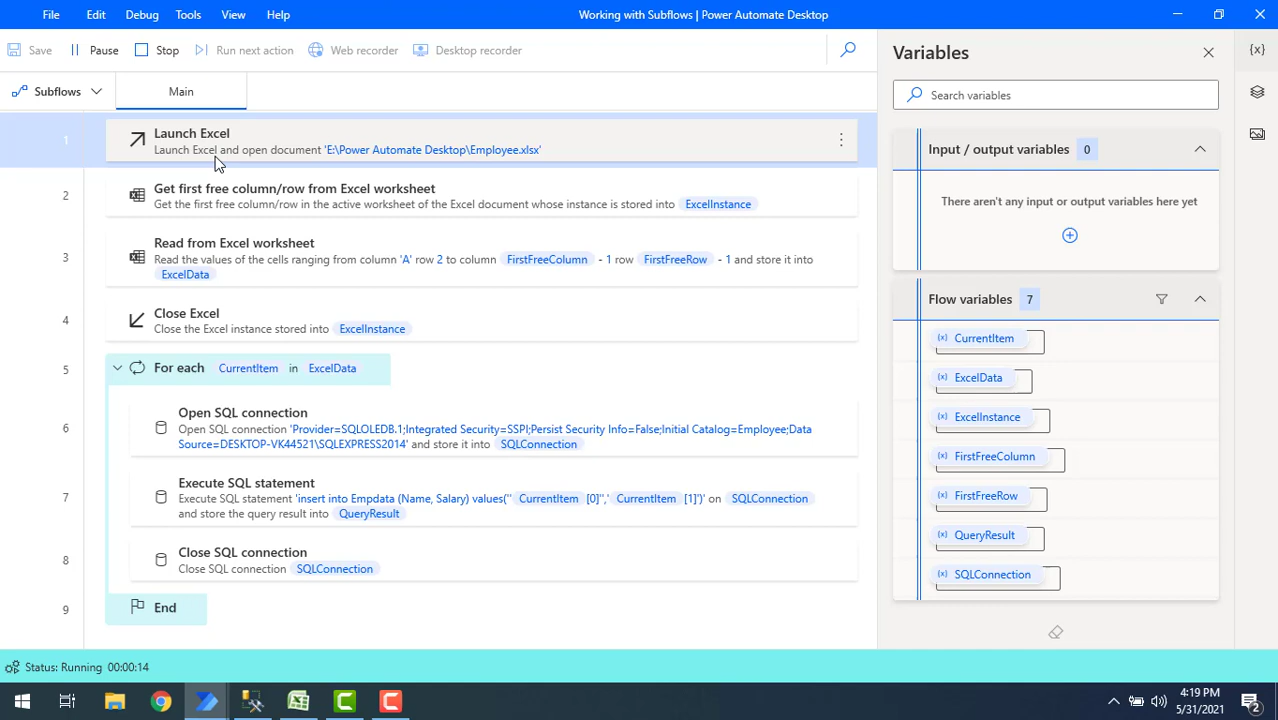 File Edit Debug Tools View Help Working with Subflows | Power Automate Desktop
Save Pause Stop Run next action Web recorder Desktop recorder
Subflows Main
1 Launch Excel
Launch Excel and open document 'E:\Power Automate Desktop\Employee.xlsx'
2 Get first free column/row from Excel worksheet
Get the first free column/row in the active worksheet of the Excel document whose instance is stored into ExcelInstance
3 Read from Excel worksheet
Read the values of the cells ranging from column 'A' row 2 to column FirstFreeColumn - 1 row FirstFreeRow - 1 and store it into
ExcelData
4 Close Excel
Close the Excel instance stored into ExcelInstance
5 For each CurrentItem in ExcelData
Open SQL connection
6 Open SQL connection 'Provider=SQLOLEDB.1;Integrated Security=SSPI;Persist Security Info=False;Initial Catalog=Employee;Data
Source=DESKTOP-VK44521\SQLEXPRESS2014' and store it into SQLConnection
Execute SQL statement
7 Execute SQL statement 'insert into Empdata (Name, Salary) values('' CurrentItem [0]'',' CurrentItem [1]')' on SQLConnection
and store the query result into QueryResult
8 Close SQL connection
Close SQL connection SQLConnection
9 End
Variables
{x}
Search variables
Input / output variables 0
There aren't any input or output variables here yet
Flow variables 7
(x) CurrentItem
(x) ExcelData
(x) ExcelInstance
(x) FirstFreeColumn
(x) FirstFreeRow
(x) QueryResult
(x) SQLConnection
Status: Running 00:00:14
4:19 PM
5/31/2021
2